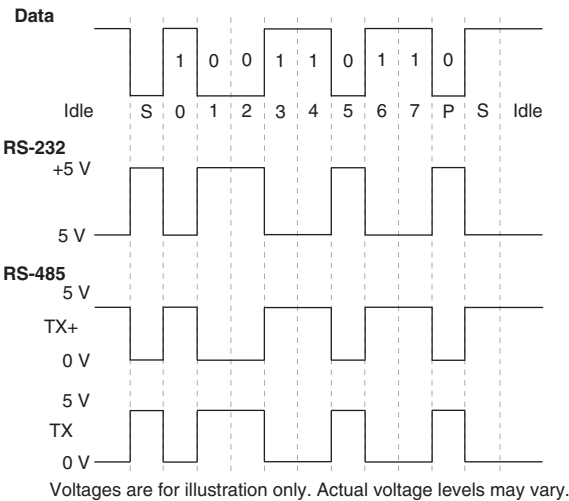 Data
1 0 0 1 1 0 1 1 0
Idle S 0 1 2 3 4 5 6 7 P S Idle
RS-232
+5 V
5 V
RS-485
5 V
TX+
0 V
5 V
TX
0 V
Voltages are for illustration only. Actual voltage levels may vary.